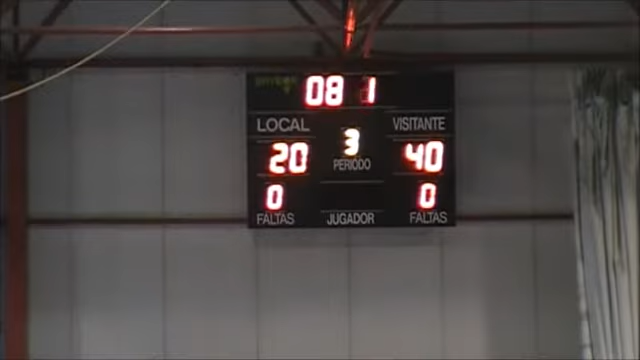 08 1
LOCAL 3 VISITANTE
20 PERIODO 40
0 0
FALTAS JUGADOR FALTAS